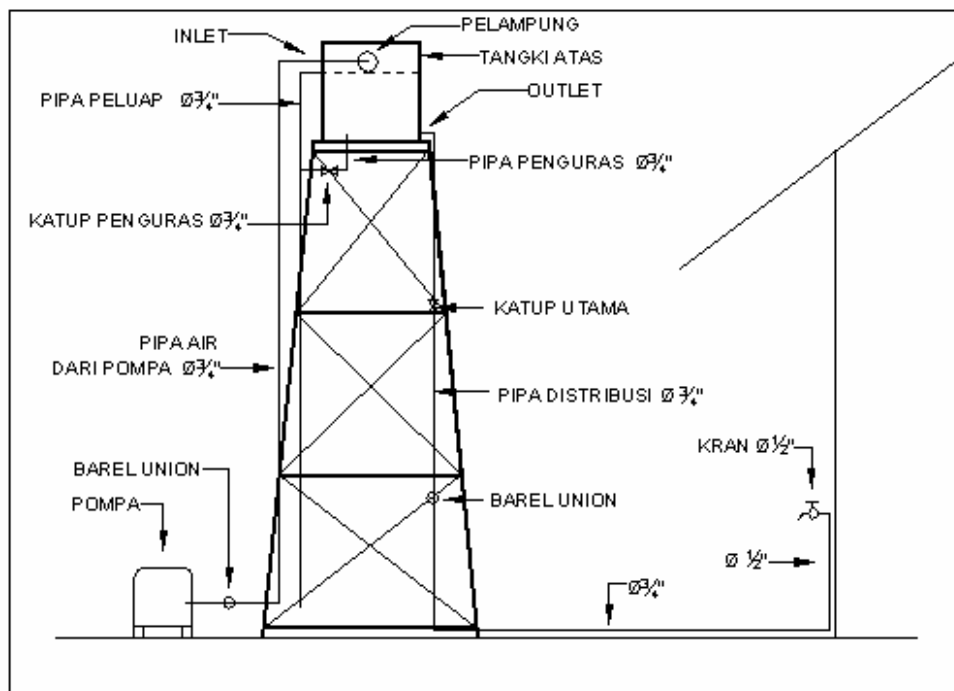 PELAMPUNG
INLET
TANGKI ATAS
OUTLET
PIPA PELUAP Ø¾"
PIPA PENGURAS Ø¾"
KATUP PENGURAS Ø¾"
KATUP UTAMA
PIPA AIR
DARI POMPA Ø¾"
PIPA DISTRIBUSI Ø ¾"
KRAN Ø½"
BAREL UNION
BAREL UNION
POMPA
Ø ½"
Ø¾"